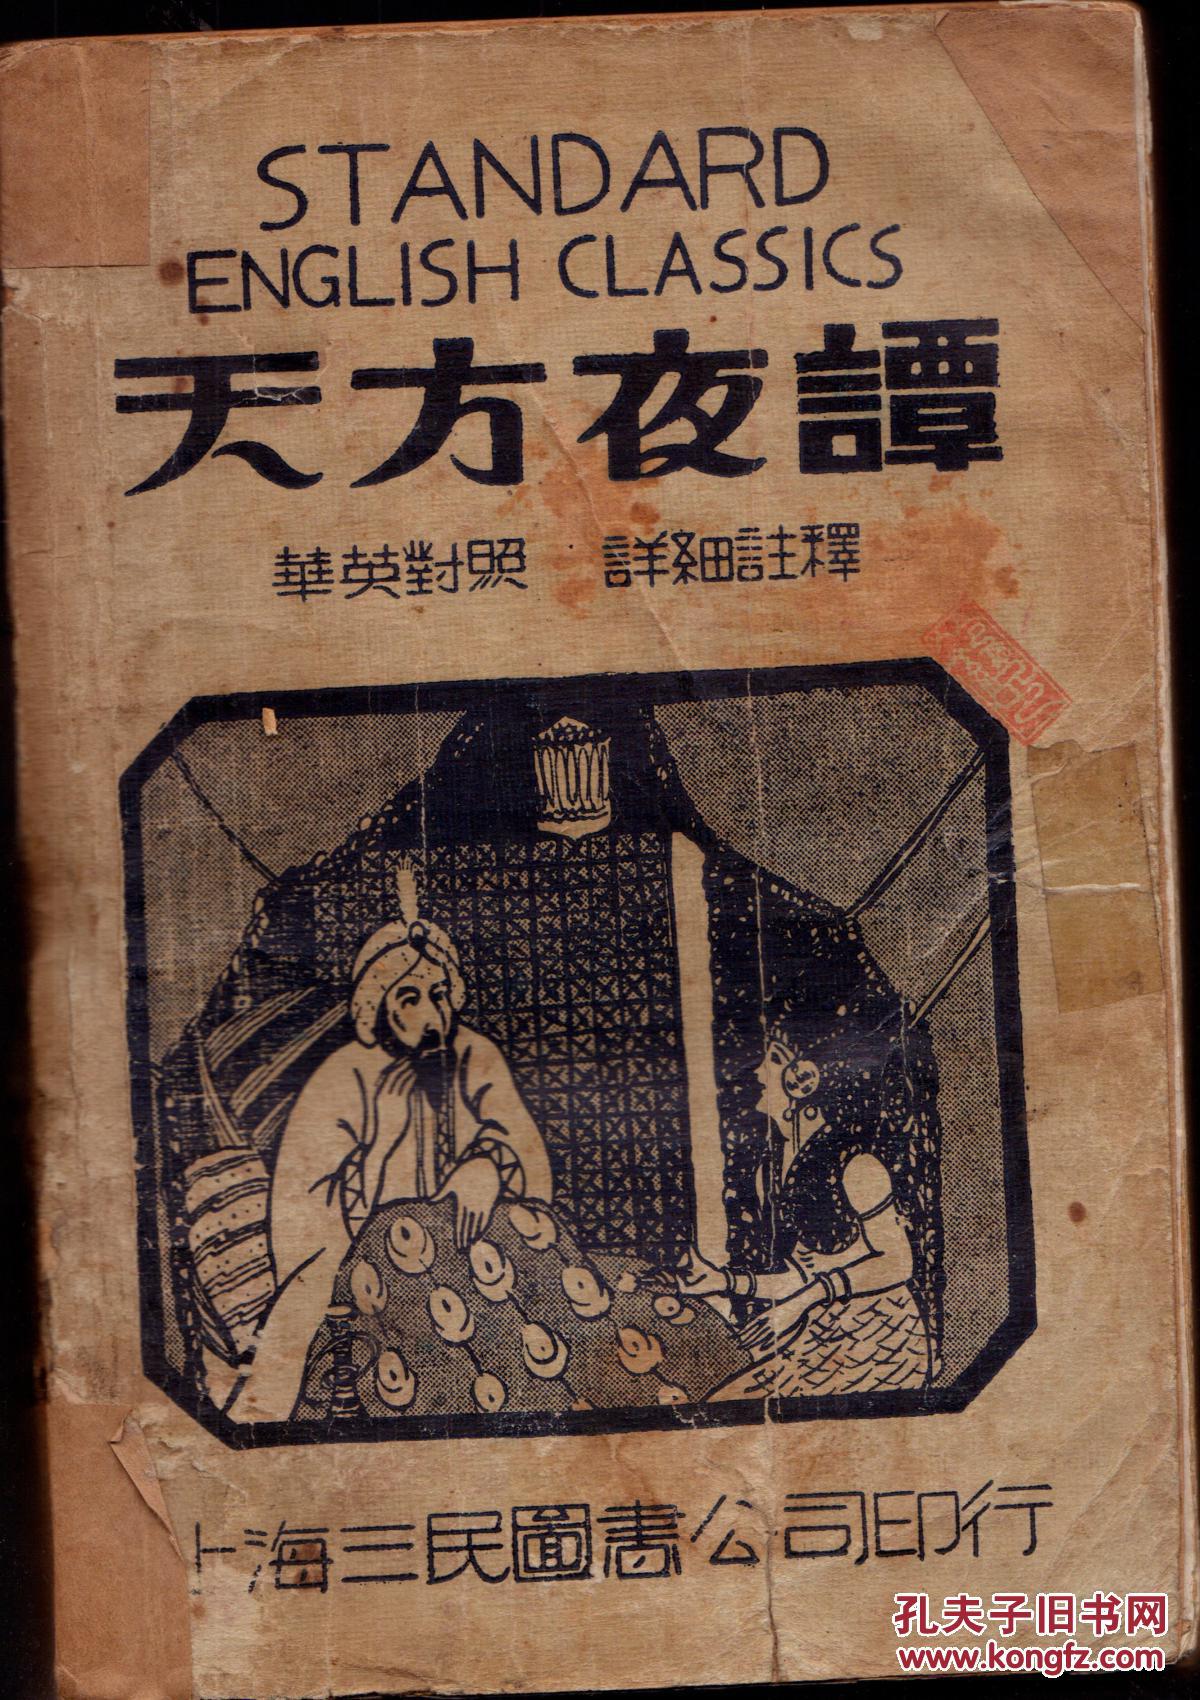 STANDARD
ENGLISH CLASSICS
天方夜譚
華英對照 詳細註釋
上海三民圖書公司印行
孔夫子旧书网
www.kongfz.com